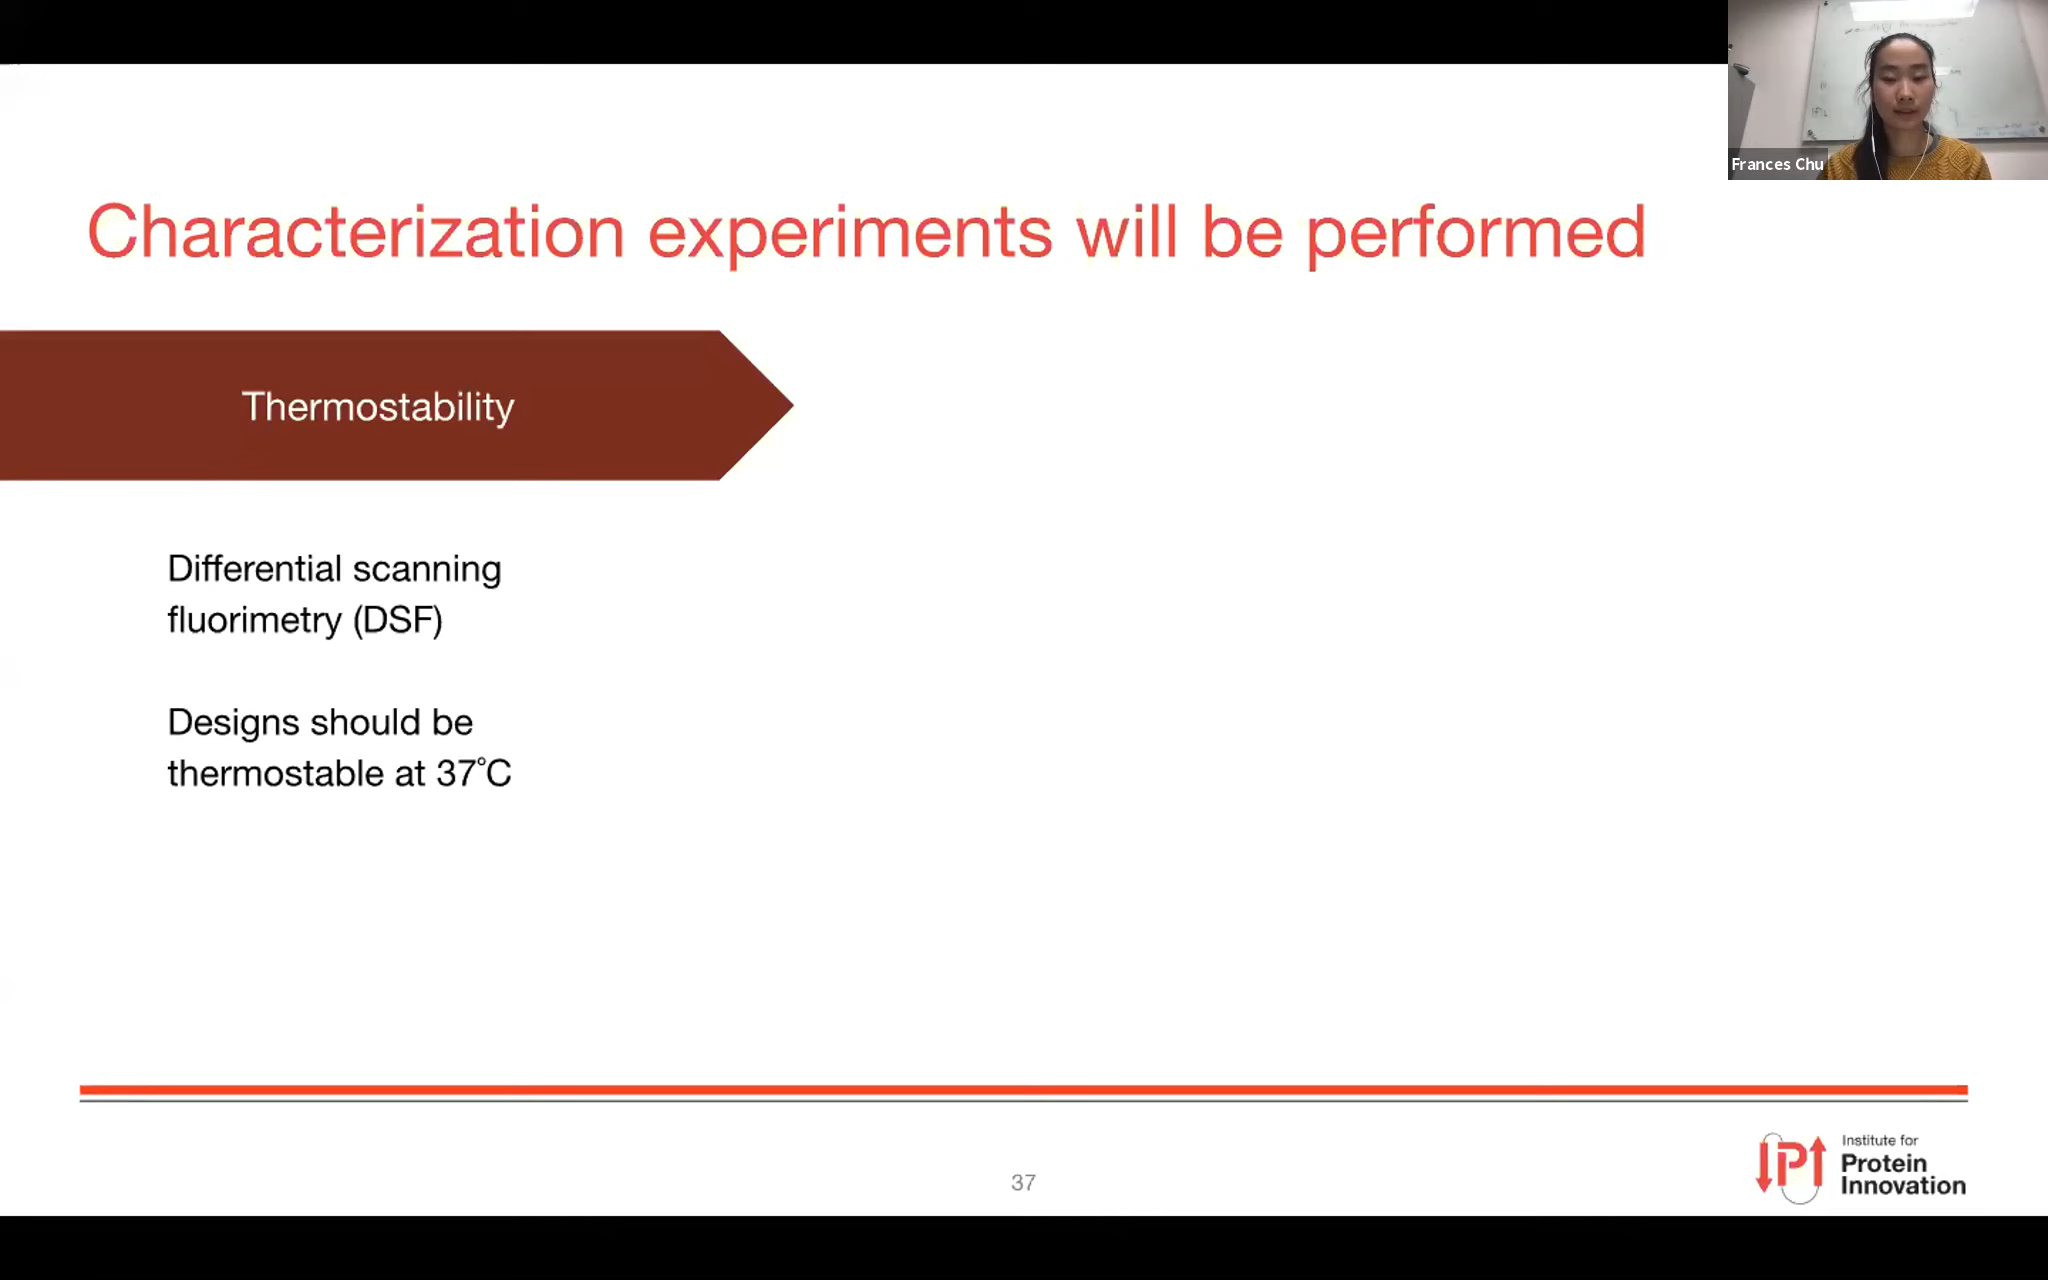 Frances Chu
Characterization experiments will be performed
Thermostability
Differential scanning
fluorimetry (DSF)
Designs should be
thermostable at 37°C
37
IPI
Institute for
Protein
Innovation